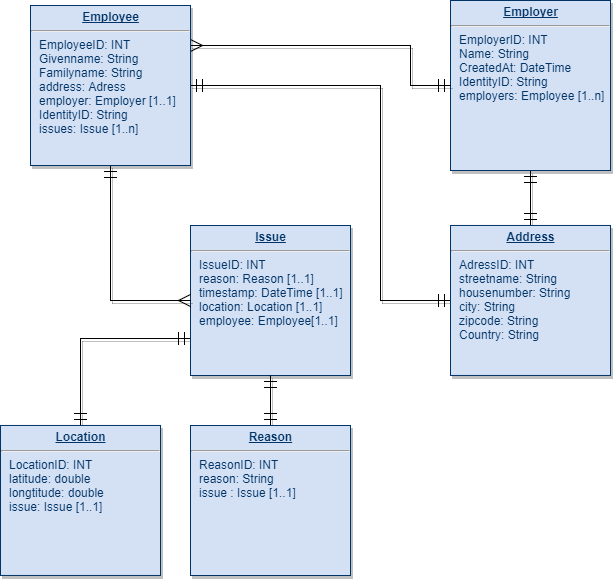 Employee
EmployeeID: INT
Givenname: String
Familyname: String
address: Adress
employer: Employer [1..1]
IdentityID: String
issues: Issue [1..n]
Employer
EmployerID: INT
Name: String
CreatedAt: DateTime
IdentityID: String
employers: Employee [1..n]
Issue
IssueID: INT
reason: Reason [1..1]
timestamp: DateTime [1..1]
location: Location [1..1]
employee: Employee[1..1]
Address
AdressID: INT
streetname: String
housenumber: String
city: String
zipcode: String
Country: String
Location
LocationID: INT
latitude: double
longtitude: double
issue: Issue [1..1]
Reason
ReasonID: INT
reason: String
issue : Issue [1..1]